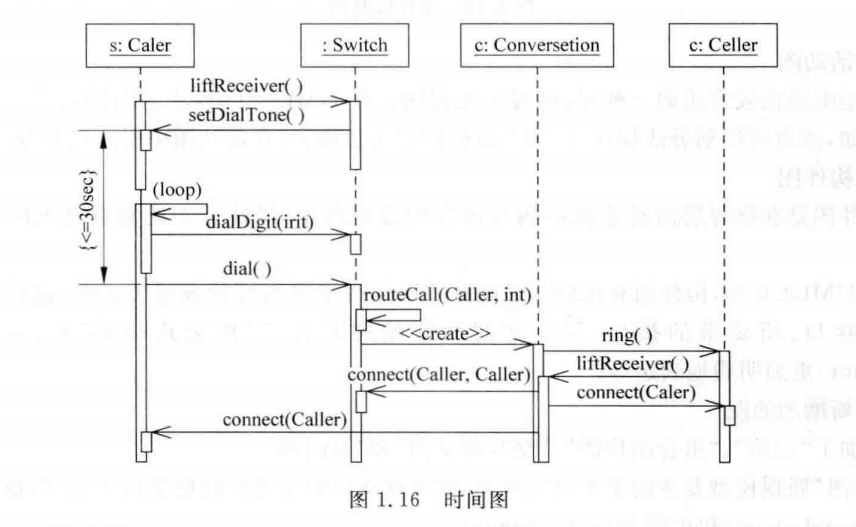 s: Caler
: Switch
c: Conversetion
c: Celler
liftReceiver( )
setDialTone( )
{<=30sec}
(loop)
dialDigit(irit)
dial( )
routeCall(Caller, int)
<create>
ring( )
liftReceiver( )
connect(Caller, Caller)
connect(Caler)
connect(Caller)
图 1.16 时间图